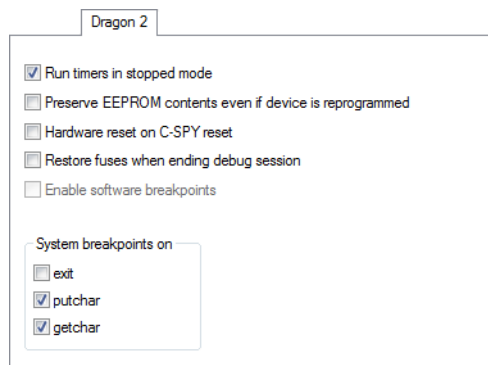 Dragon 2
Run timers in stopped mode
Preserve EEPROM contents even if device is reprogrammed
Hardware reset on C-SPY reset
Restore fuses when ending debug session
Enable software breakpoints
System breakpoints on
exit
putchar
getchar